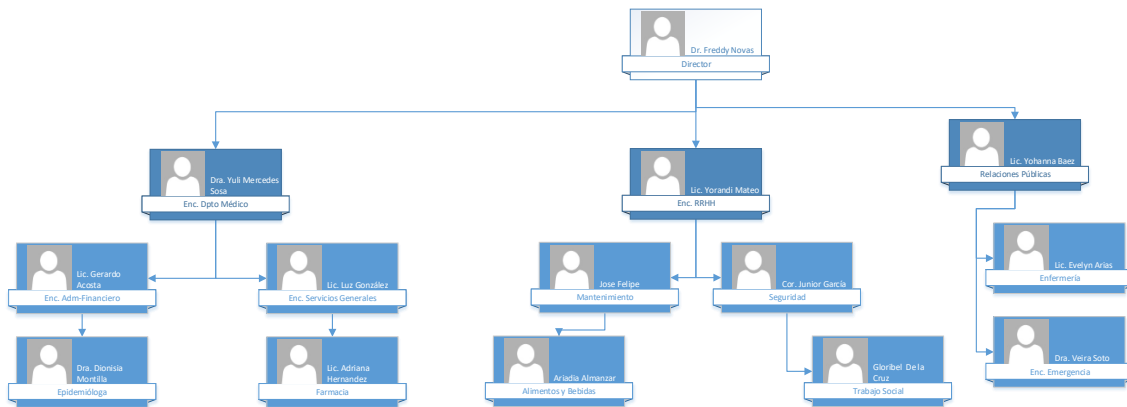 Dr. Freddy Novas
Director
Dra. Yuli Mercedes
Sosa
Enc. Dpto Médico
Lic. Yorandi Mateo
Enc. RRHH
Lic. Yohanna Baez
Relaciones Públicas
Lic. Gerardo
Acosta
Enc. Adm-Financiero
Lic. Luz González
Enc. Servicios Generales
Jose Felipe
Mantenimiento
Cor. Junior García
Seguridad
Lic. Evelyn Arias
Enfermería
Dra. Dionisia
Montilla
Epidemióloga
Lic. Adriana
Hernandez
Farmacia
Ariadía Almanzar
Alimentos y Bebidas
Gloribel De la
Cruz
Trabajo Social
Dra. Veira Soto
Enc. Emergencia